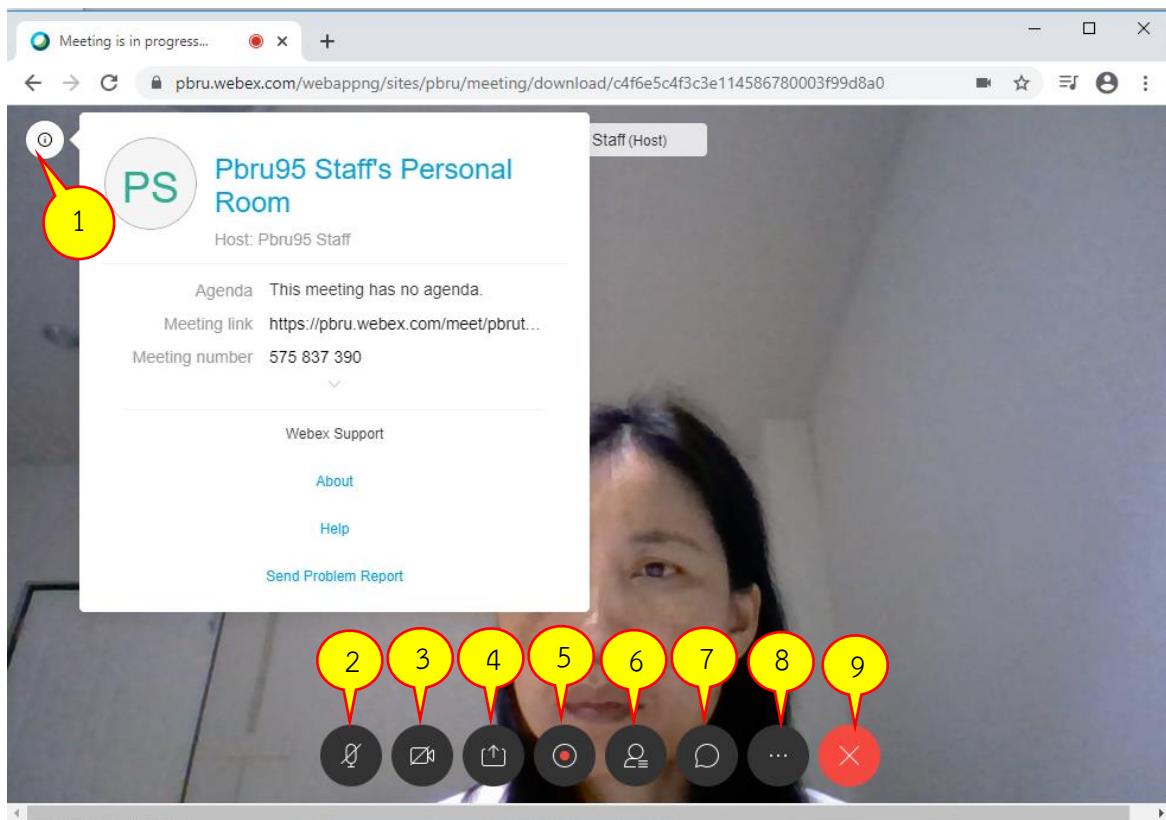 Meeting is in progress...
pbru.webex.com/webappng/sites/pbru/meeting/download/c4f6e5c4f3c3e114586780003f99d8a0
Staff (Host)
PS
Pbru95 Staff's Personal
Room
Host: Pbru95 Staff
1
Agenda This meeting has no agenda.
Meeting link https://pbru.webex.com/meet/pbrut...
Meeting number 575 837 390
Webex Support
About
Help
Send Problem Report
2 3 4 5 6 7 8 9